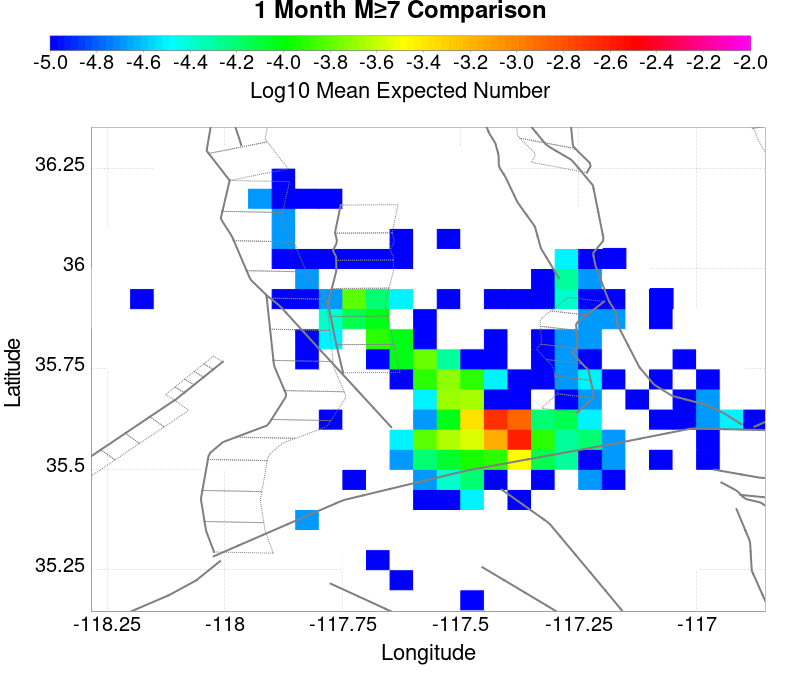 1 Month M≥7 Comparison
-5.0 -4.8 -4.6 -4.4 -4.2 -4.0 -3.8 -3.6 -3.4 -3.2 -3.0 -2.8 -2.6 -2.4 -2.2 -2.0
Log10 Mean Expected Number
36.25
36
35.75
35.5
35.25
Latitude
-118.25 -118 -117.75 -117.5 -117.25 -117
Longitude